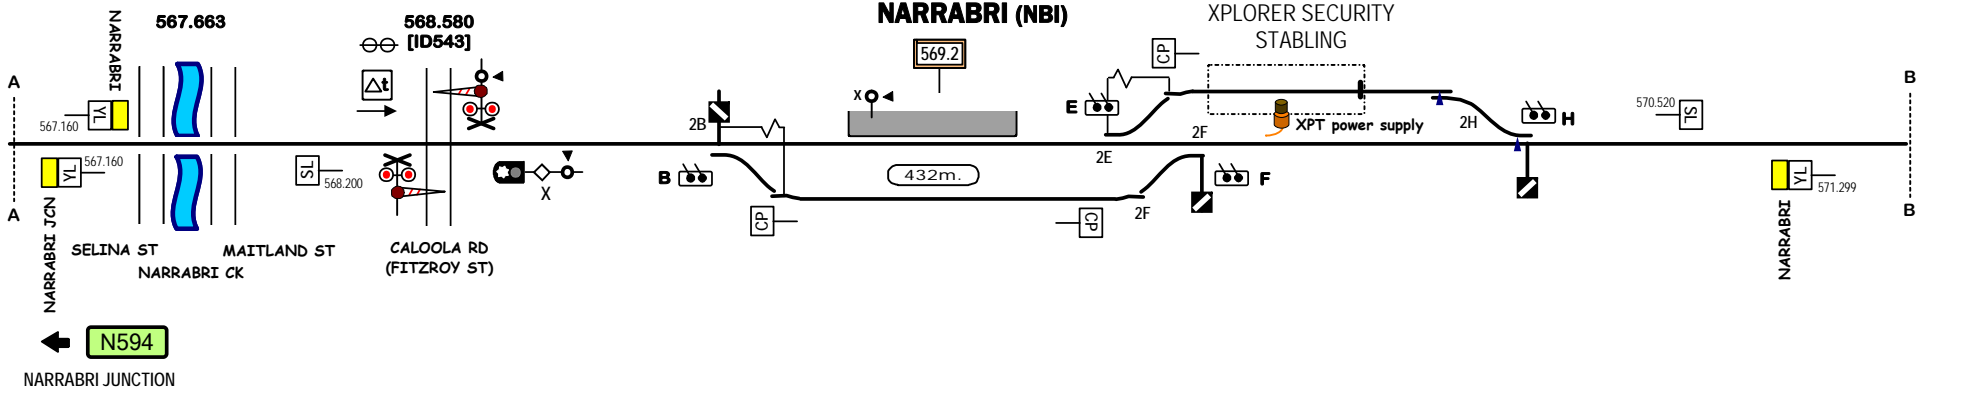 NARRABRI (NBI)
XPLORER SECURITY
STABLING
567.663
568.580
[ID543]
569.2
NARRABRI
A
YL
567.160
Δt
X
CP
E
B
2B
2F
XPT power supply
2H
H
570.520
SL
567.160
YL
SL
568.200
X
B
432m.
2E
F
2F
CP
CP
YL
571.299
A
B
NARRABRI JCN
SELINA ST
NARRABRI CK
MAITLAND ST
CALOOLA RD
(FITZROY ST)
NARRABRI
N594
NARRABRI JUNCTION